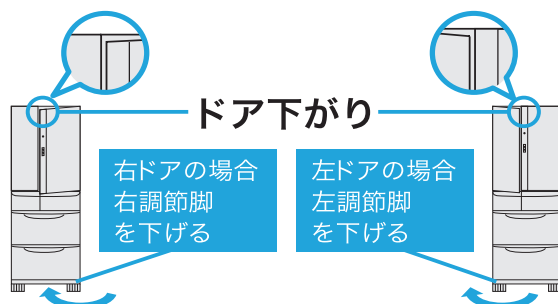 ドア下がり
右ドアの場合
右調節脚
を下げる
左ドアの場合
左調節脚
を下げる